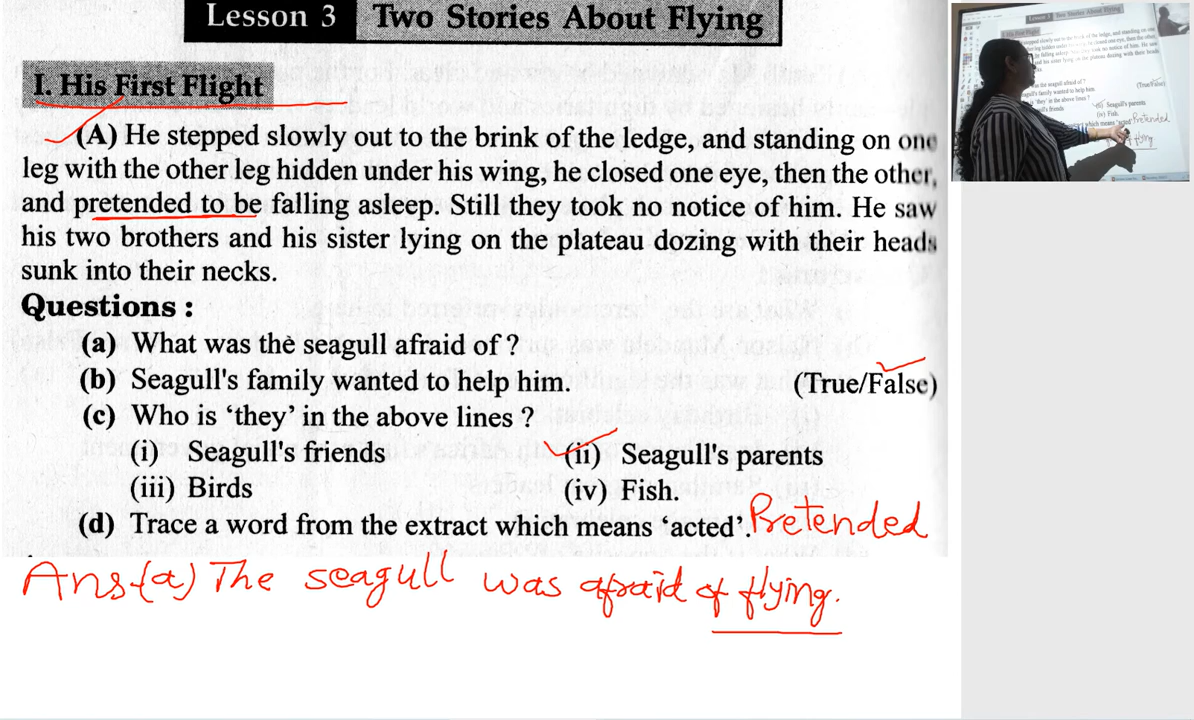 Lesson 3 Two Stories About Flying
I. His First Flight
(A) He stepped slowly out to the brink of the ledge, and standing on one
leg with the other leg hidden under his wing, he closed one eye, then the other,
and pretended to be falling asleep. Still they took no notice of him. He saw
his two brothers and his sister lying on the plateau dozing with their heads
sunk into their necks.
Questions :
(a) What was the seagull afraid of ?
(b) Seagull's family wanted to help him. (True/False)
(c) Who is ‘they’ in the above lines ?
(i) Seagull's friends (ii) Seagull's parents
(iii) Birds (iv) Fish.
(d) Trace a word from the extract which means ‘acted’. Pretended
Ans-(a) The seagull was afraid of flying.